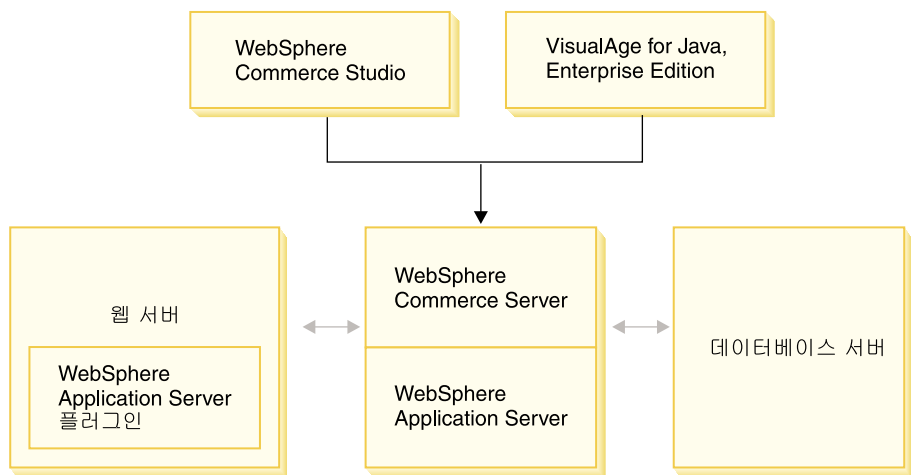 WebSphere
Commerce Studio
VisualAge for Java,
Enterprise Edition
웹 서버
WebSphere
Application Server
플러그인
WebSphere
Commerce Server
WebSphere
Application Server
데이터베이스 서버